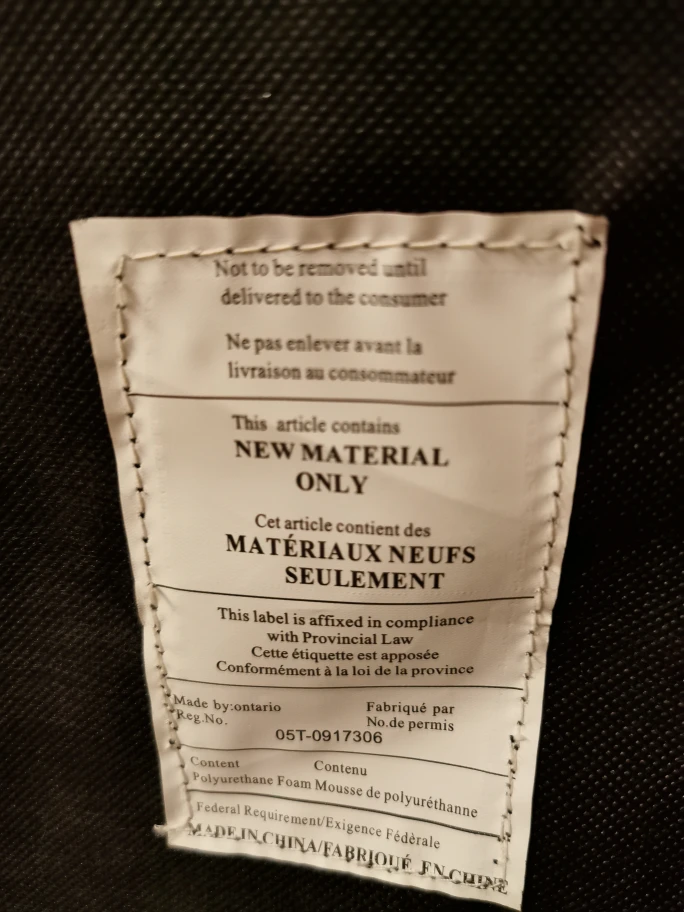 Not to be removed until
delivered to the consumer
Ne pas enlever avant la
livraison au consommateur
This article contains
NEW MATERIAL
ONLY
Cet article contient des
MATÉRIAUX NEUFS
SEULEMENT
This label is affixed in compliance
with Provincial Law
Cette étiquette est apposée
Conformément à la loi de la province
Made by:ontario Fabriqué par
Reg.No. No.de permis
05T-0917306
Content Contenu
Polyurethane Foam Mousse de polyuréthanne
Federal Requirement/Exigence Fédèrale
MADE IN CHINA/FABRIQUÉ EN CHINE